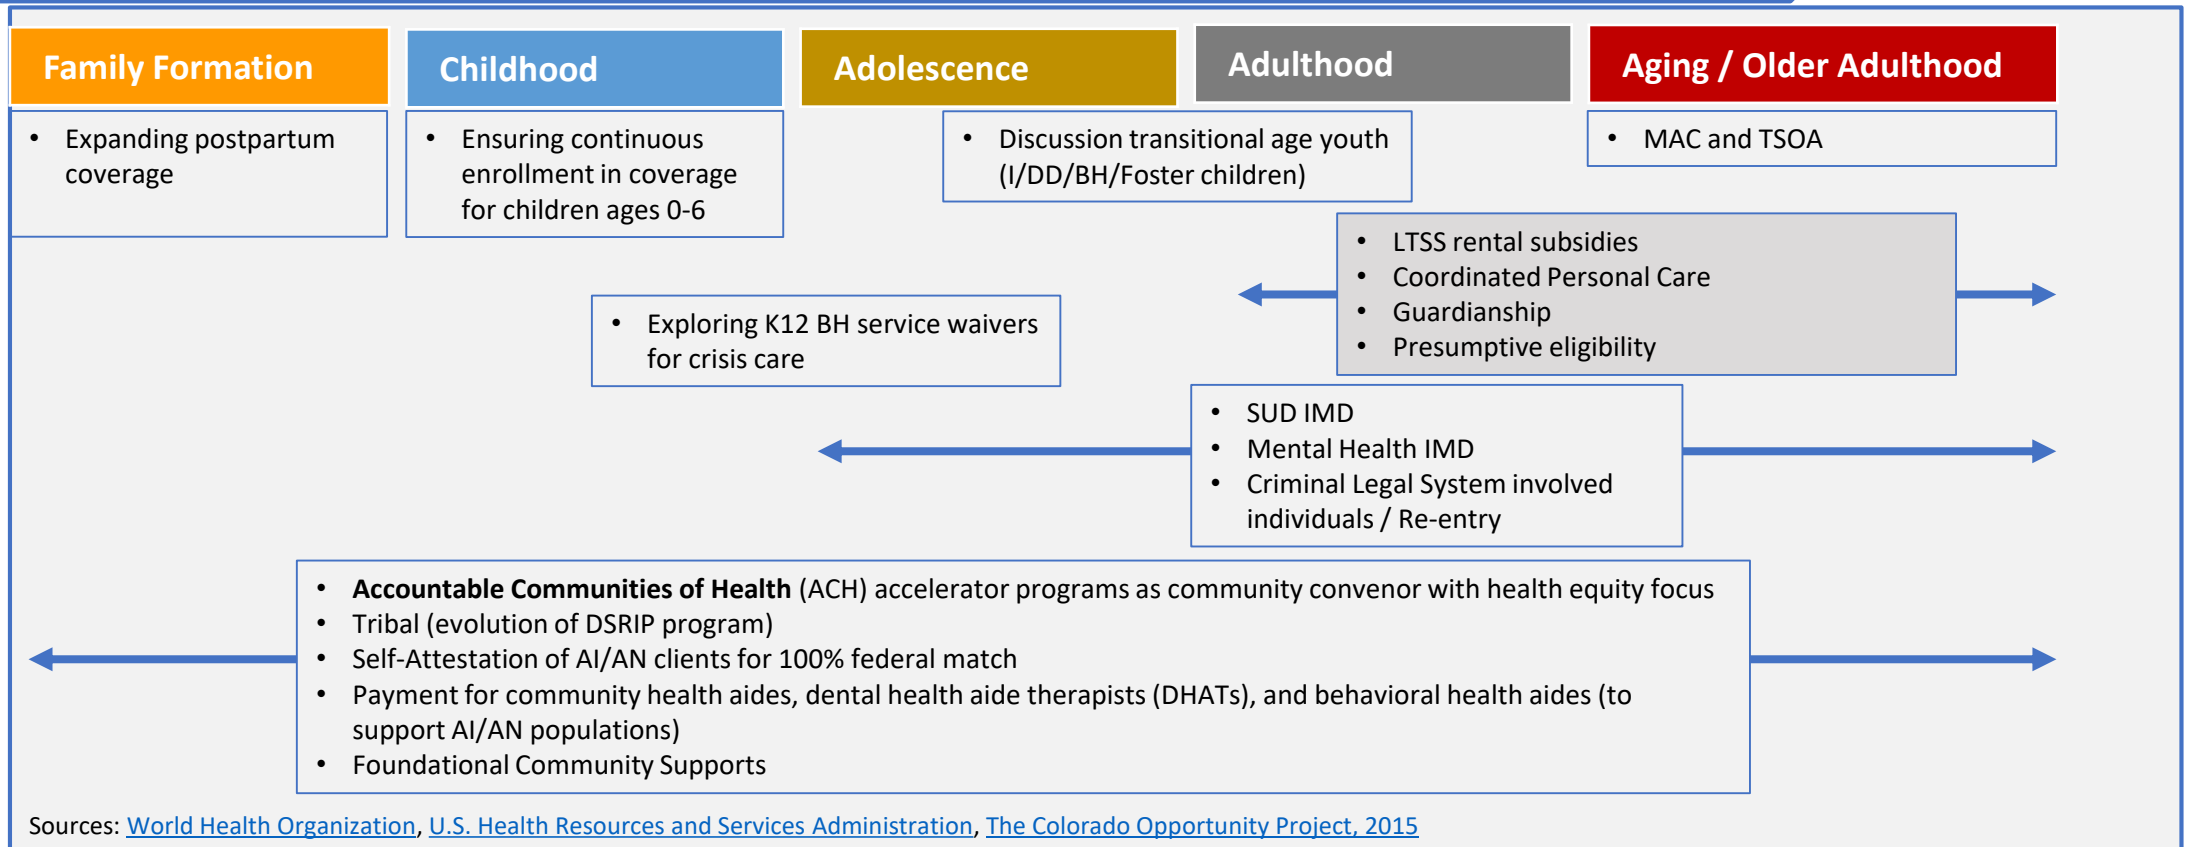 Family Formation
Childhood
Adolescence
Adulthood
Aging / Older Adulthood
• Expanding postpartum
coverage
• Ensuring continuous
enrollment in coverage
for children ages 0-6
• Discussion transitional age youth
(I/DD/BH/Foster children)
• MAC and TSOA
• LTSS rental subsidies
• Coordinated Personal Care
• Guardianship
• Presumptive eligibility
• Exploring K12 BH service waivers
for crisis care
• SUD IMD
• Mental Health IMD
• Criminal Legal System involved
individuals / Re-entry
• Accountable Communities of Health (ACH) accelerator programs as community convenor with health equity focus
• Tribal (evolution of DSRIP program)
• Self-Attestation of AI/AN clients for 100% federal match
• Payment for community health aides, dental health aide therapists (DHATs), and behavioral health aides (to
support AI/AN populations)
• Foundational Community Supports
Sources: World Health Organization, U.S. Health Resources and Services Administration, The Colorado Opportunity Project, 2015